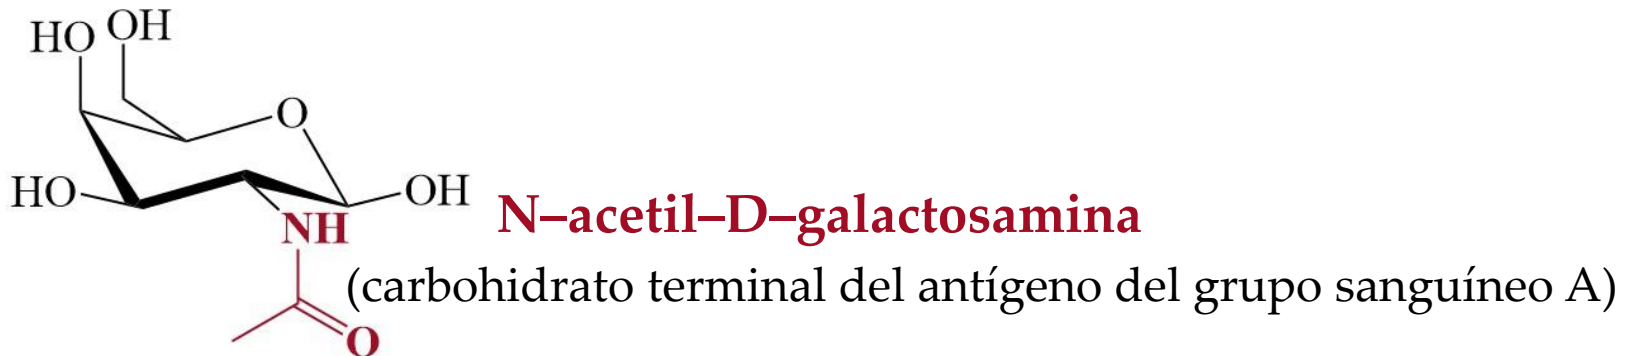 HO OH
O
HO OH
NH
O
N–acetil–D–galactosamina
(carbohidrato terminal del antígeno del grupo sanguíneo A)